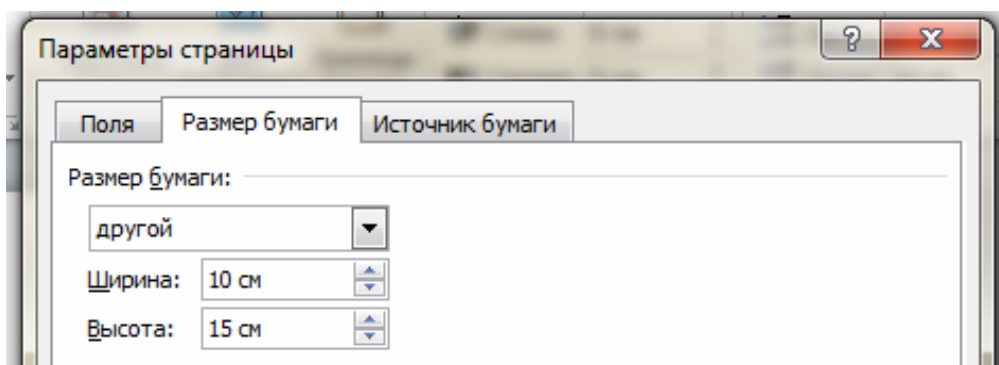 Параметры страницы
Поля Размер бумаги Источник бумаги
Размер бумаги:
другой
Ширина: 10 см
Высота: 15 см